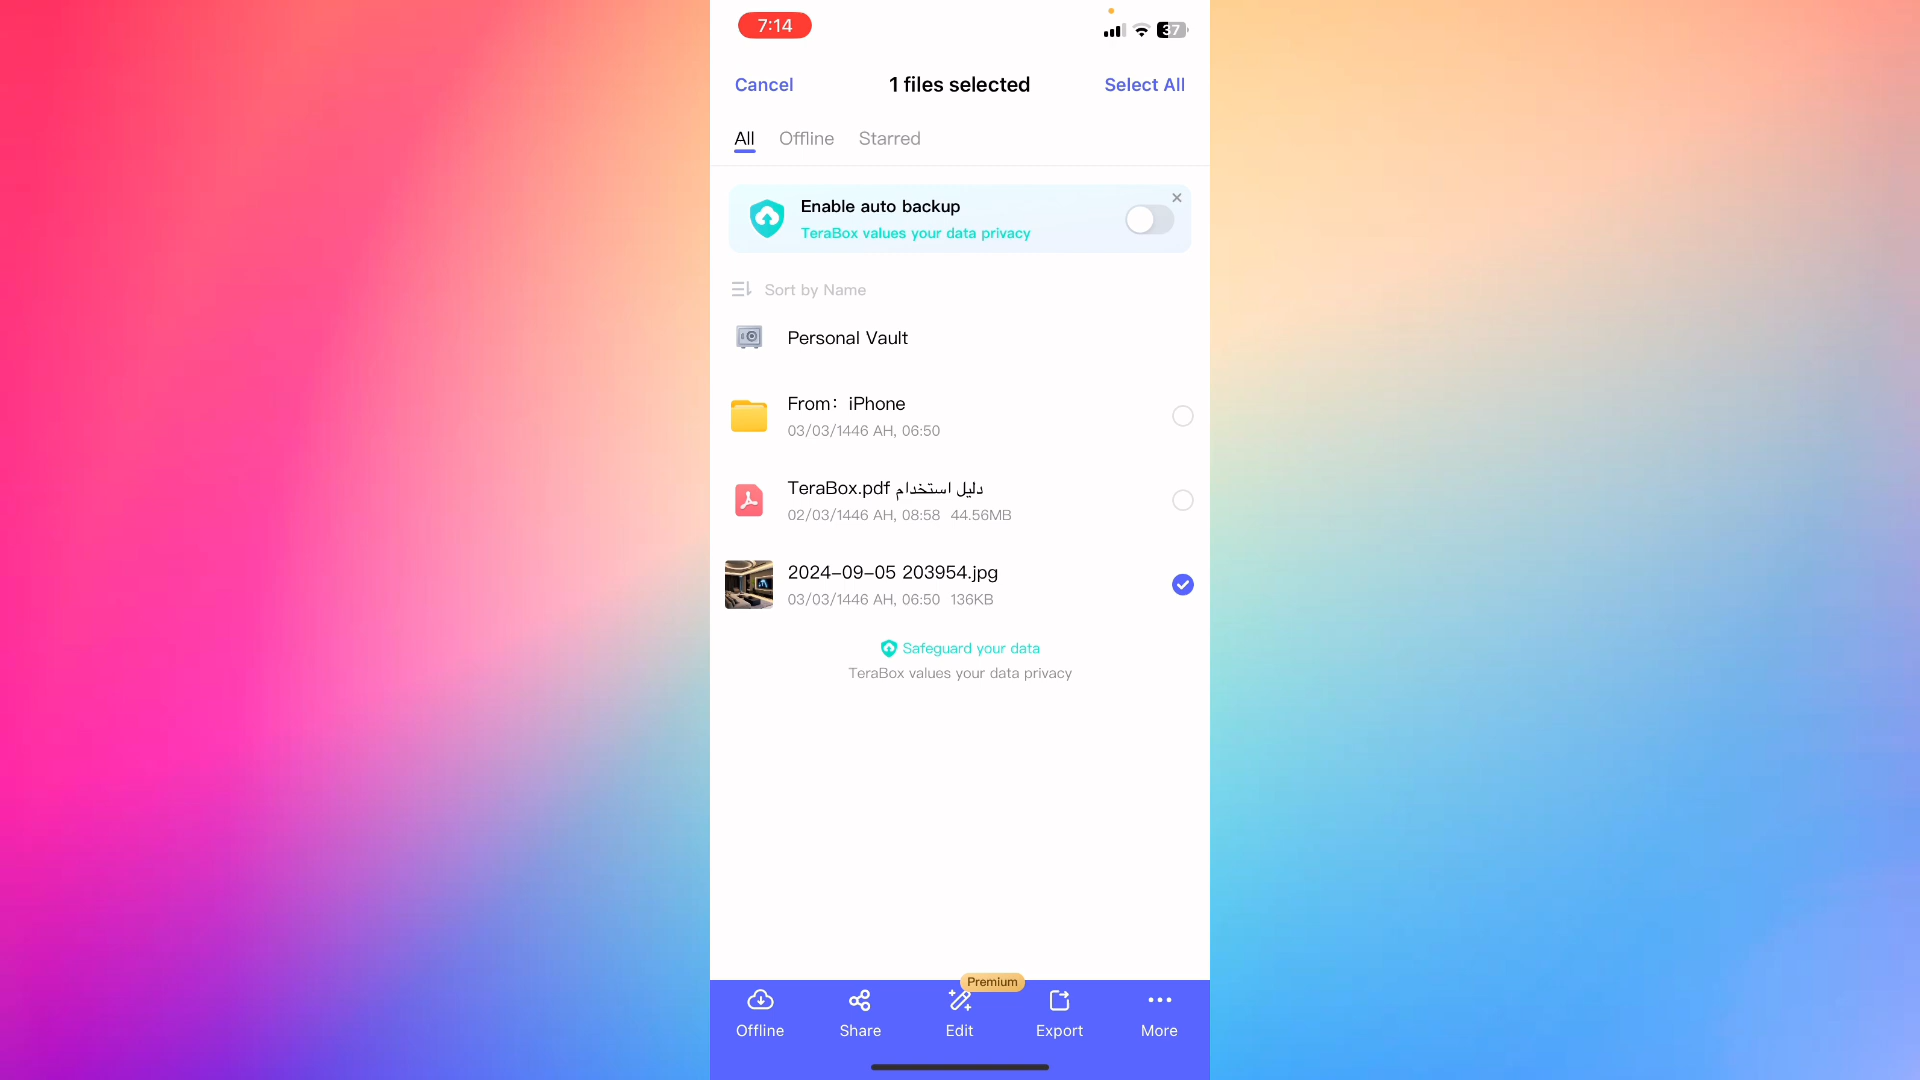 7:14
37
Cancel
1 files selected
Select All
All
Offline
Starred
Enable auto backup
TeraBox values your data privacy
Sort by Name
Personal Vault
From：iPhone
03/03/1446 AH, 06:50
TeraBox.pdf دليل استخدام
02/03/1446 AH, 08:58 44.56MB
2024-09-05 203954.jpg
03/03/1446 AH, 06:50 136KB
Safeguard your data
TeraBox values your data privacy
Premium
Offline
Share
Edit
Export
More